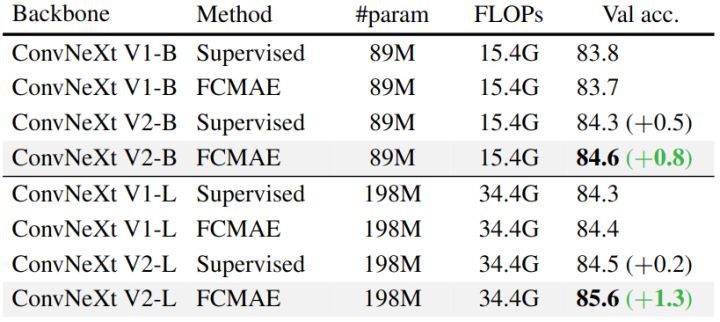 Backbone Method #param FLOPs Val acc.
ConvNeXt V1-B Supervised 89M 15.4G 83.8
ConvNeXt V1-B FCMAE 89M 15.4G 83.7
ConvNeXt V2-B Supervised 89M 15.4G 84.3 (+0.5)
ConvNeXt V2-B FCMAE 89M 15.4G 84.6 (+0.8)
ConvNeXt V1-L Supervised 198M 34.4G 84.3
ConvNeXt V1-L FCMAE 198M 34.4G 84.4
ConvNeXt V2-L Supervised 198M 34.4G 84.5 (+0.2)
ConvNeXt V2-L FCMAE 198M 34.4G 85.6 (+1.3)